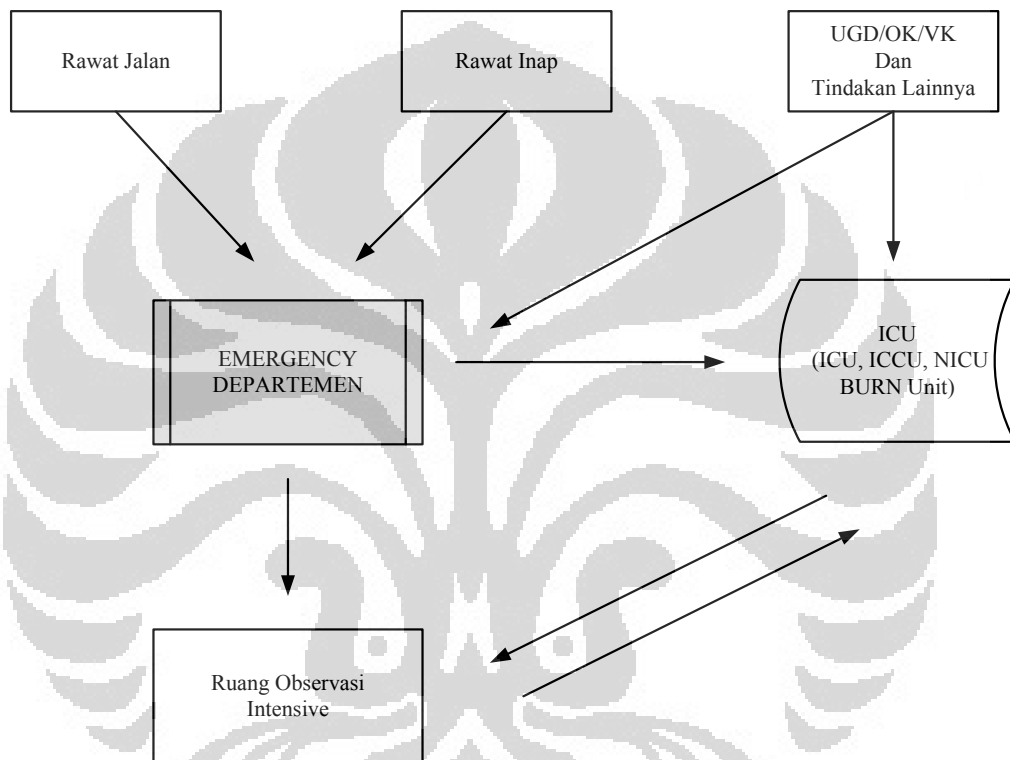 Rawat Jalan
Rawat Inap
UGD/OK/VK
Dan
Tindakan Lainnya
EMERGENCY
DEPARTEMEN
ICU
(ICU, ICCU, NICU
BURN Unit)
Ruang Observasi
Intensive